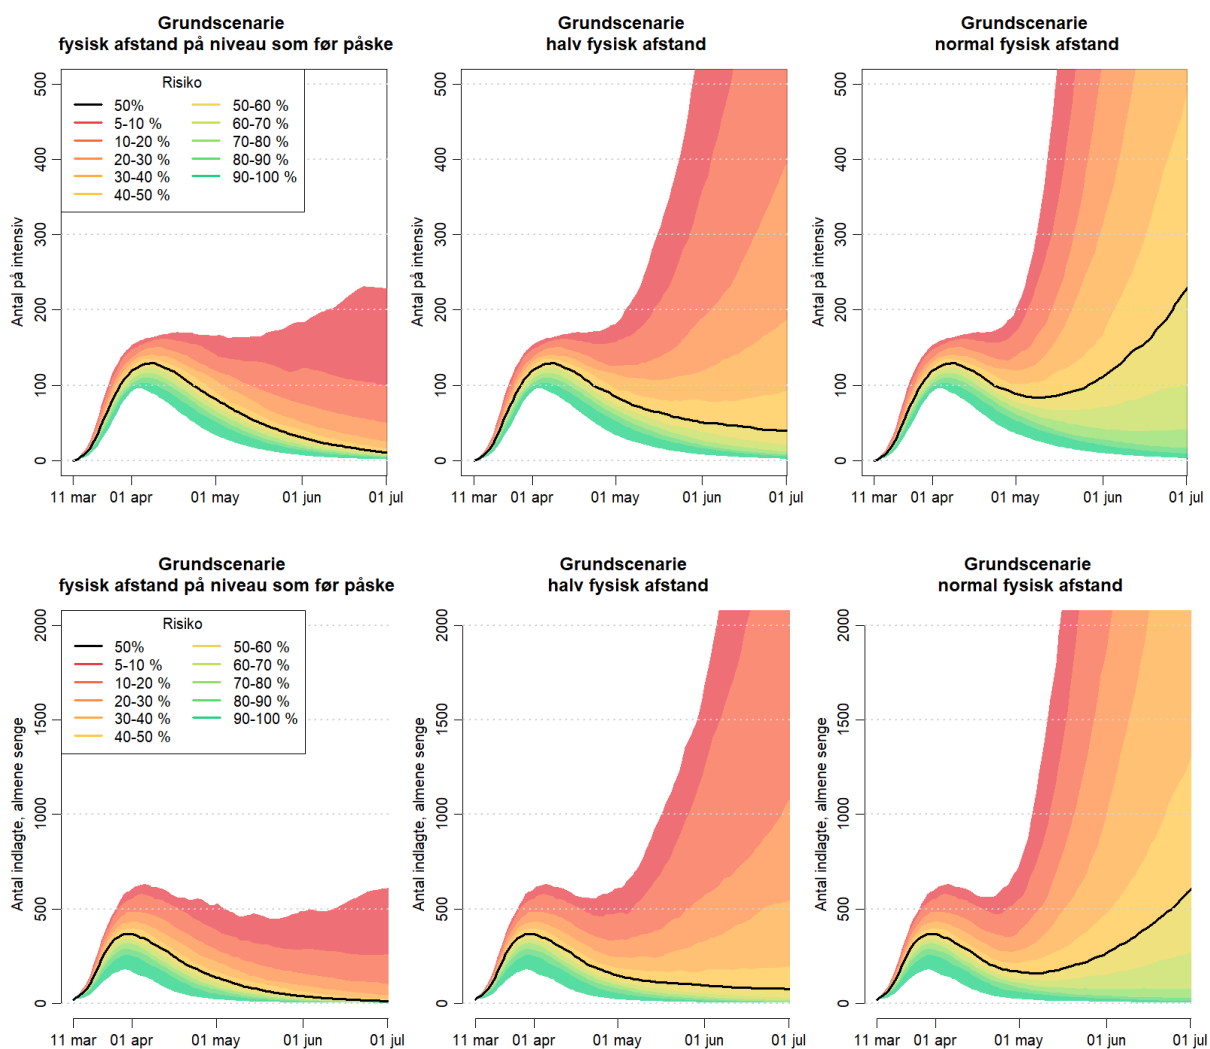 Grundscenarie
fysisk afstand på niveau som før påske
Grundscenarie
halv fysisk afstand
Grundscenarie
normal fysisk afstand
Antal på intensiv
0
100
200
300
400
500
Risiko
50%
5-10 %
10-20 %
20-30 %
30-40 %
40-50 %
50-60 %
60-70 %
70-80 %
80-90 %
90-100 %
11 mar
01 apr
01 may
01 jun
01 jul
Antal på intensiv
0
100
200
300
400
500
11 mar
01 apr
01 may
01 jun
01 jul
Antal på intensiv
0
100
200
300
400
500
11 mar
01 apr
01 may
01 jun
01 jul
Grundscenarie
fysisk afstand på niveau som før påske
Grundscenarie
halv fysisk afstand
Grundscenarie
normal fysisk afstand
Antal indlagte, almene senge
0
500
1000
1500
2000
Risiko
50%
5-10 %
10-20 %
20-30 %
30-40 %
40-50 %
50-60 %
60-70 %
70-80 %
80-90 %
90-100 %
11 mar
01 apr
01 may
01 jun
01 jul
Antal indlagte, almene senge
0
500
1000
1500
2000
11 mar
01 apr
01 may
01 jun
01 jul
Antal indlagte, almene senge
0
500
1000
1500
2000
11 mar
01 apr
01 may
01 jun
01 jul